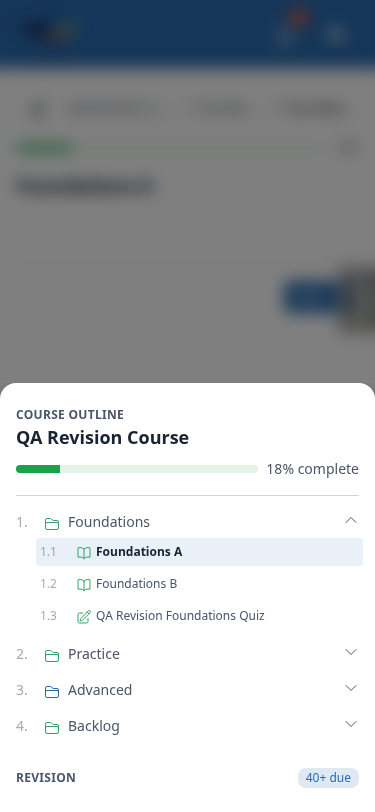 COURSE OUTLINE
QA Revision Course
18% complete
1. Foundations
1.1 Foundations A
1.2 Foundations B
1.3 QA Revision Foundations Quiz
2. Practice
3. Advanced
4. Backlog
REVISION 40+ due